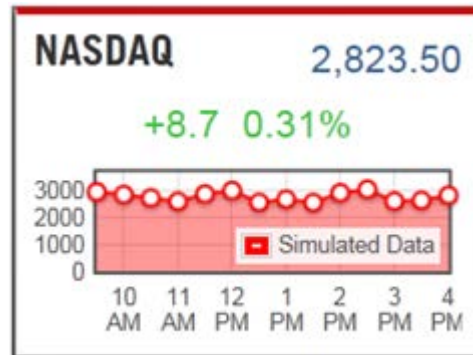 NASDAQ 2,823.50
+8.7 0.31%
3000
2000
1000
0
Simulated Data
10 11 12 1 2 3 4
AM AM PM PM PM PM PM